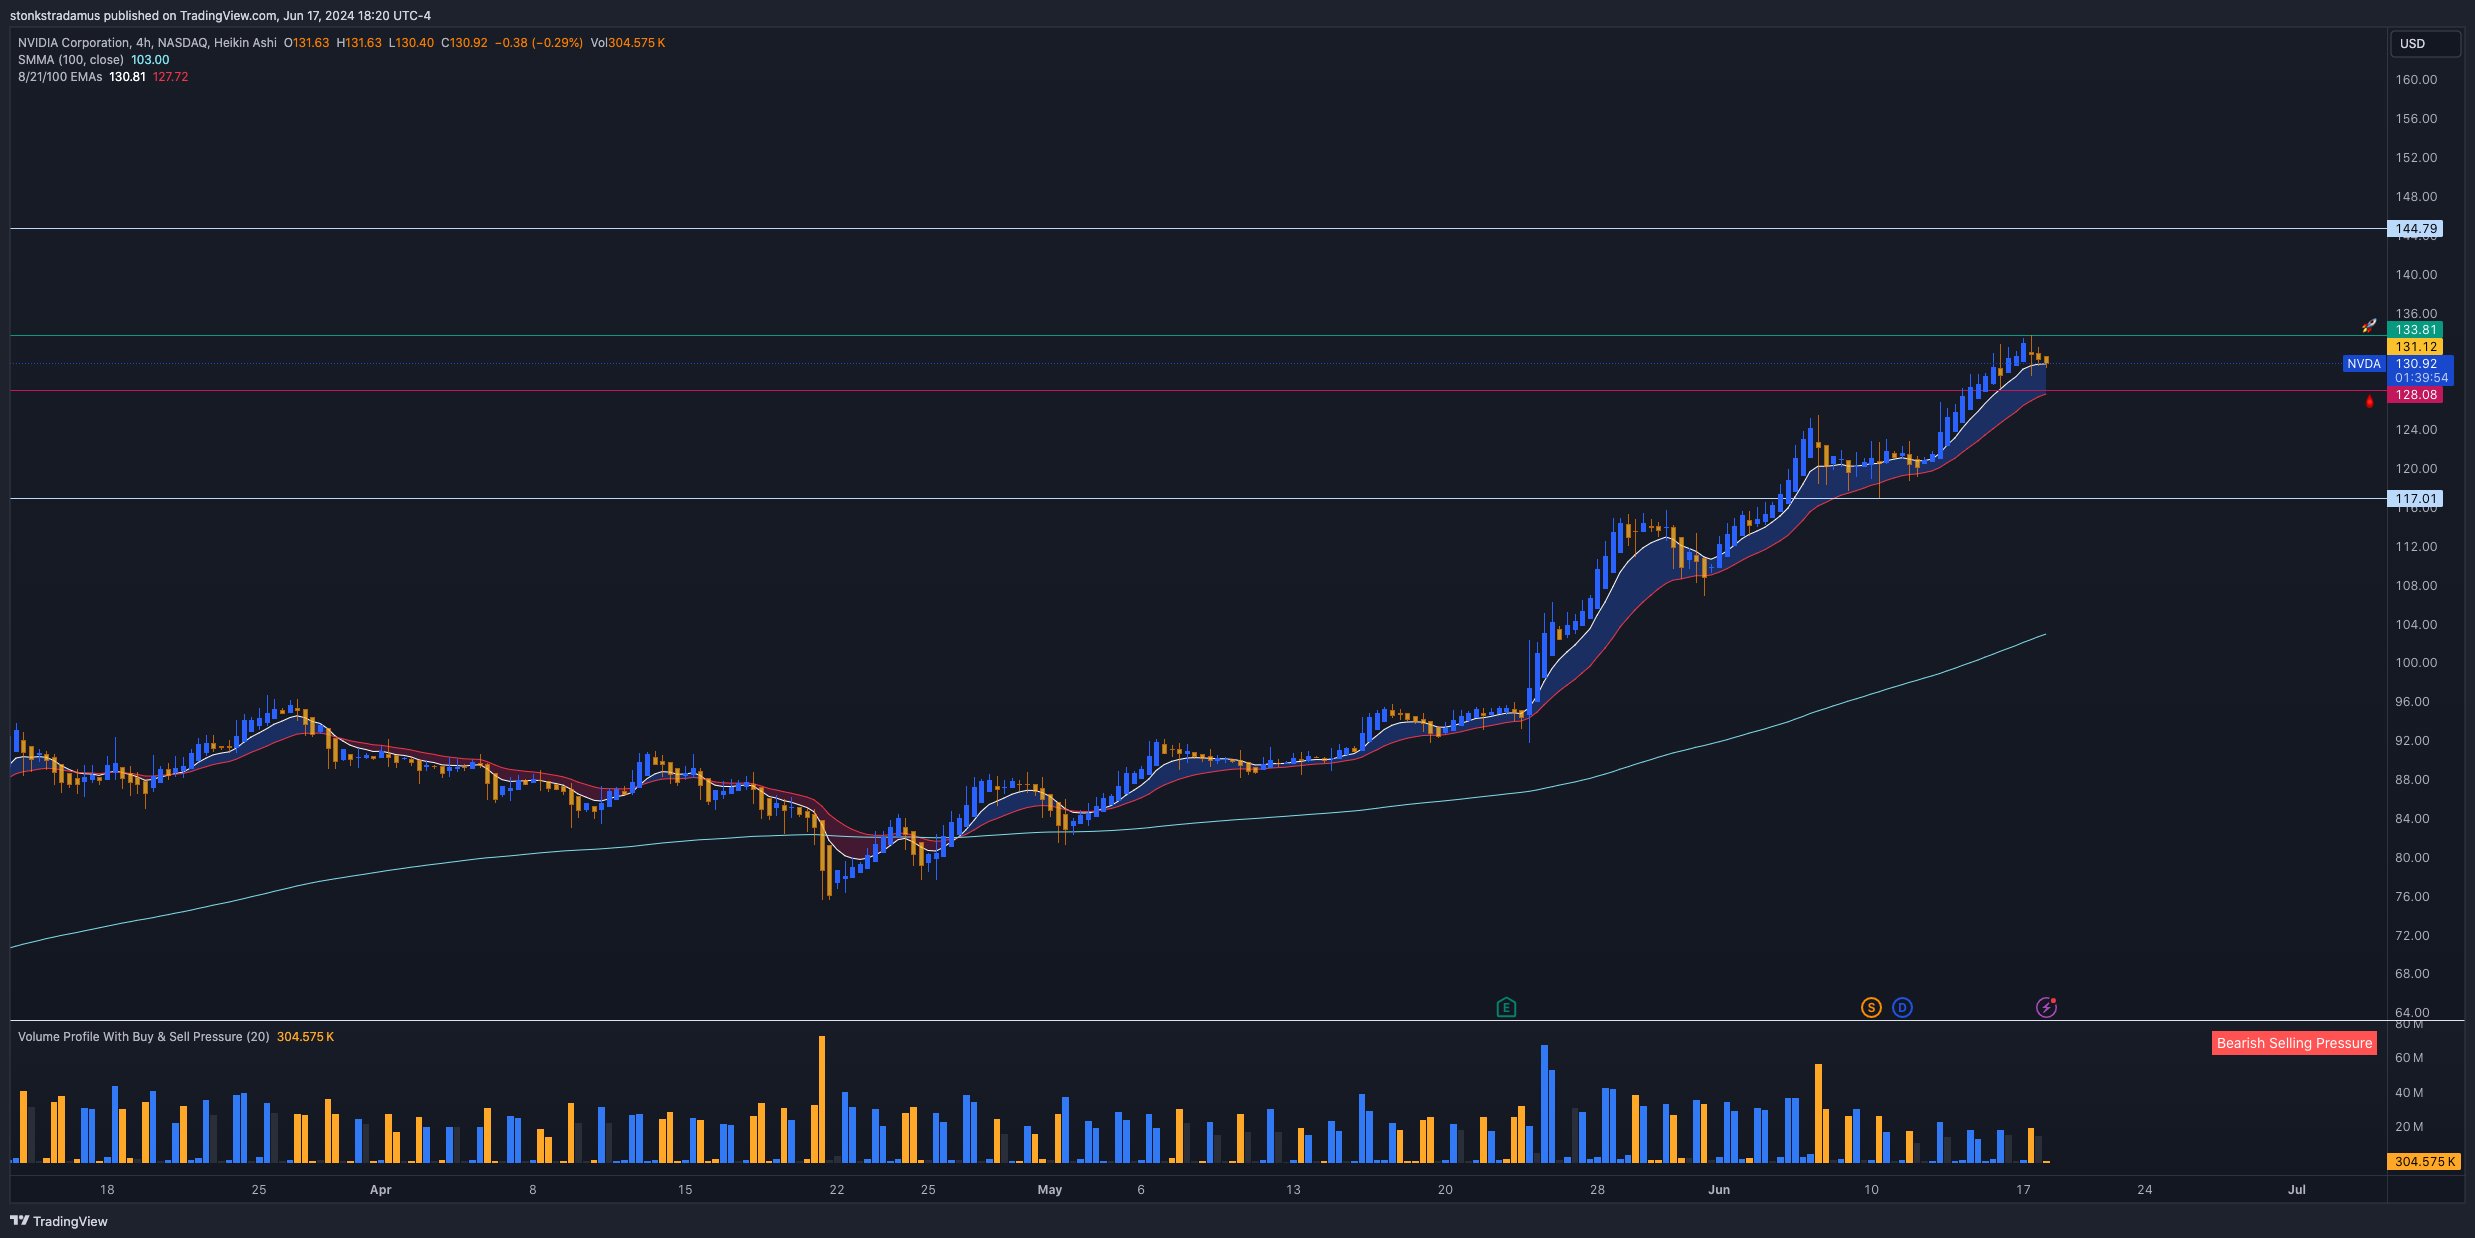 stonkstradamus published on TradingView.com, Jun 17, 2024 18:20 UTC-4
NVIDIA Corporation, 4h, NASDAQ, Heikin Ashi O131.63 H131.63 L130.40 C130.92 −0.38 (−0.29%) Vol304.575 K
SMMA (100, close) 103.00
8/21/100 EMAs 130.81 127.72
USD
160.00
156.00
152.00
148.00
144.79
140.00
136.00
133.81
131.12
NVDA 130.92
01:39:54
128.08
124.00
120.00
117.01
116.00
112.00
108.00
104.00
100.00
96.00
92.00
88.00
84.00
80.00
76.00
72.00
68.00
64.00
E S D
Volume Profile With Buy & Sell Pressure (20) 304.575 K
Bearish Selling Pressure
80 M
60 M
40 M
20 M
304.575 K
18 25 Apr 8 15 22 25 May 6 13 20 28 Jun 10 17 24 Jul
TradingView